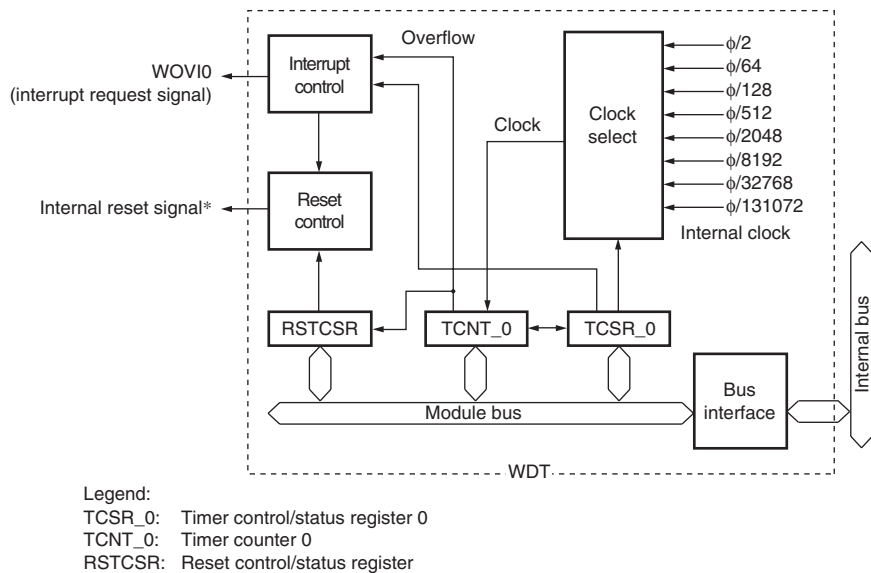 Overflow
WOVI0
(interrupt request signal)
Interrupt
control
Clock
Clock
select
ϕ/2
ϕ/64
ϕ/128
ϕ/512
ϕ/2048
ϕ/8192
ϕ/32768
ϕ/131072
Internal clock
Internal reset signal*
Reset
control
RSTCSR
TCNT_0
TCSR_0
Module bus
Bus
interface
Internal bus
WDT
Legend:
TCSR_0: Timer control/status register 0
TCNT_0: Timer counter 0
RSTCSR: Reset control/status register